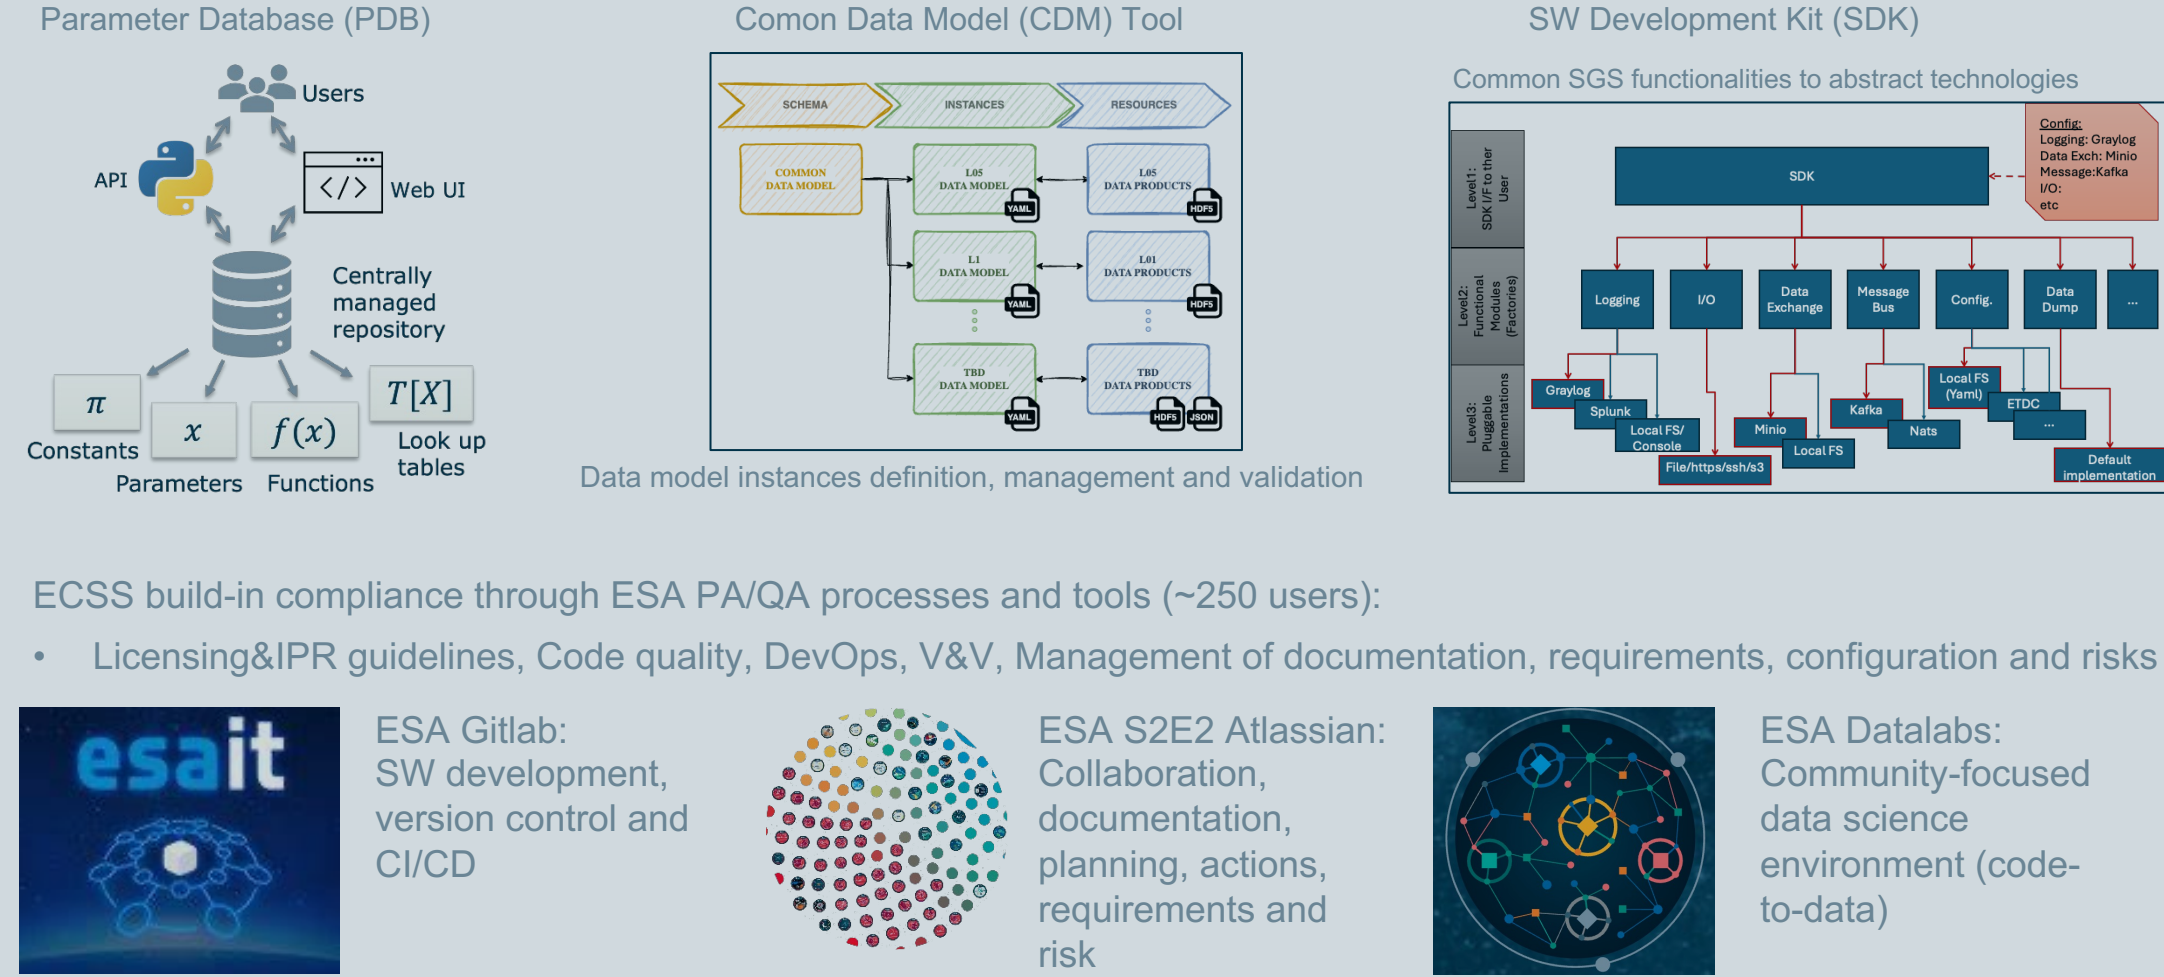 Parameter Database (PDB)
Users
API
Web UI
Centrally
managed
repository
π
x
f(x)
T[X]
Constants
Parameters
Functions
Look up
tables
Comon Data Model (CDM) Tool
SCHEMA
INSTANCES
RESOURCES
COMMON
DATA MODEL
L05
DATA MODEL
YAML
L05
DATA PRODUCTS
HDF5
L1
DATA MODEL
YAML
L01
DATA PRODUCTS
HDF5
TBD
DATA MODEL
YAML
TBD
DATA PRODUCTS
HDF5
JSON
Data model instances definition, management and validation
SW Development Kit (SDK)
Common SGS functionalities to abstract technologies
Config:
Logging: Graylog
Data Exch: Minio
Message:Kafka
I/O:
etc
Level1:
SDK I/F to ther
User
SDK
Level2:
Functional
Modules
(Factories)
Logging
I/O
Data
Exchange
Message
Bus
Config.
Data
Dump
...
Level3:
Pluggable
Implementations
Graylog
Splunk
Local FS/
Console
File/https/ssh/s3
Minio
Local FS
Kafka
Nats
Local FS
(Yaml)
ETDC
...
Default
implementation
ECSS build-in compliance through ESA PA/QA processes and tools (~250 users):
• Licensing&IPR guidelines, Code quality, DevOps, V&V, Management of documentation, requirements, configuration and risks
esait
ESA Gitlab:
SW development,
version control and
CI/CD
ESA S2E2 Atlassian:
Collaboration,
documentation,
planning, actions,
requirements and
risk
ESA Datalabs:
Community-focused
data science
environment (code-
to-data)